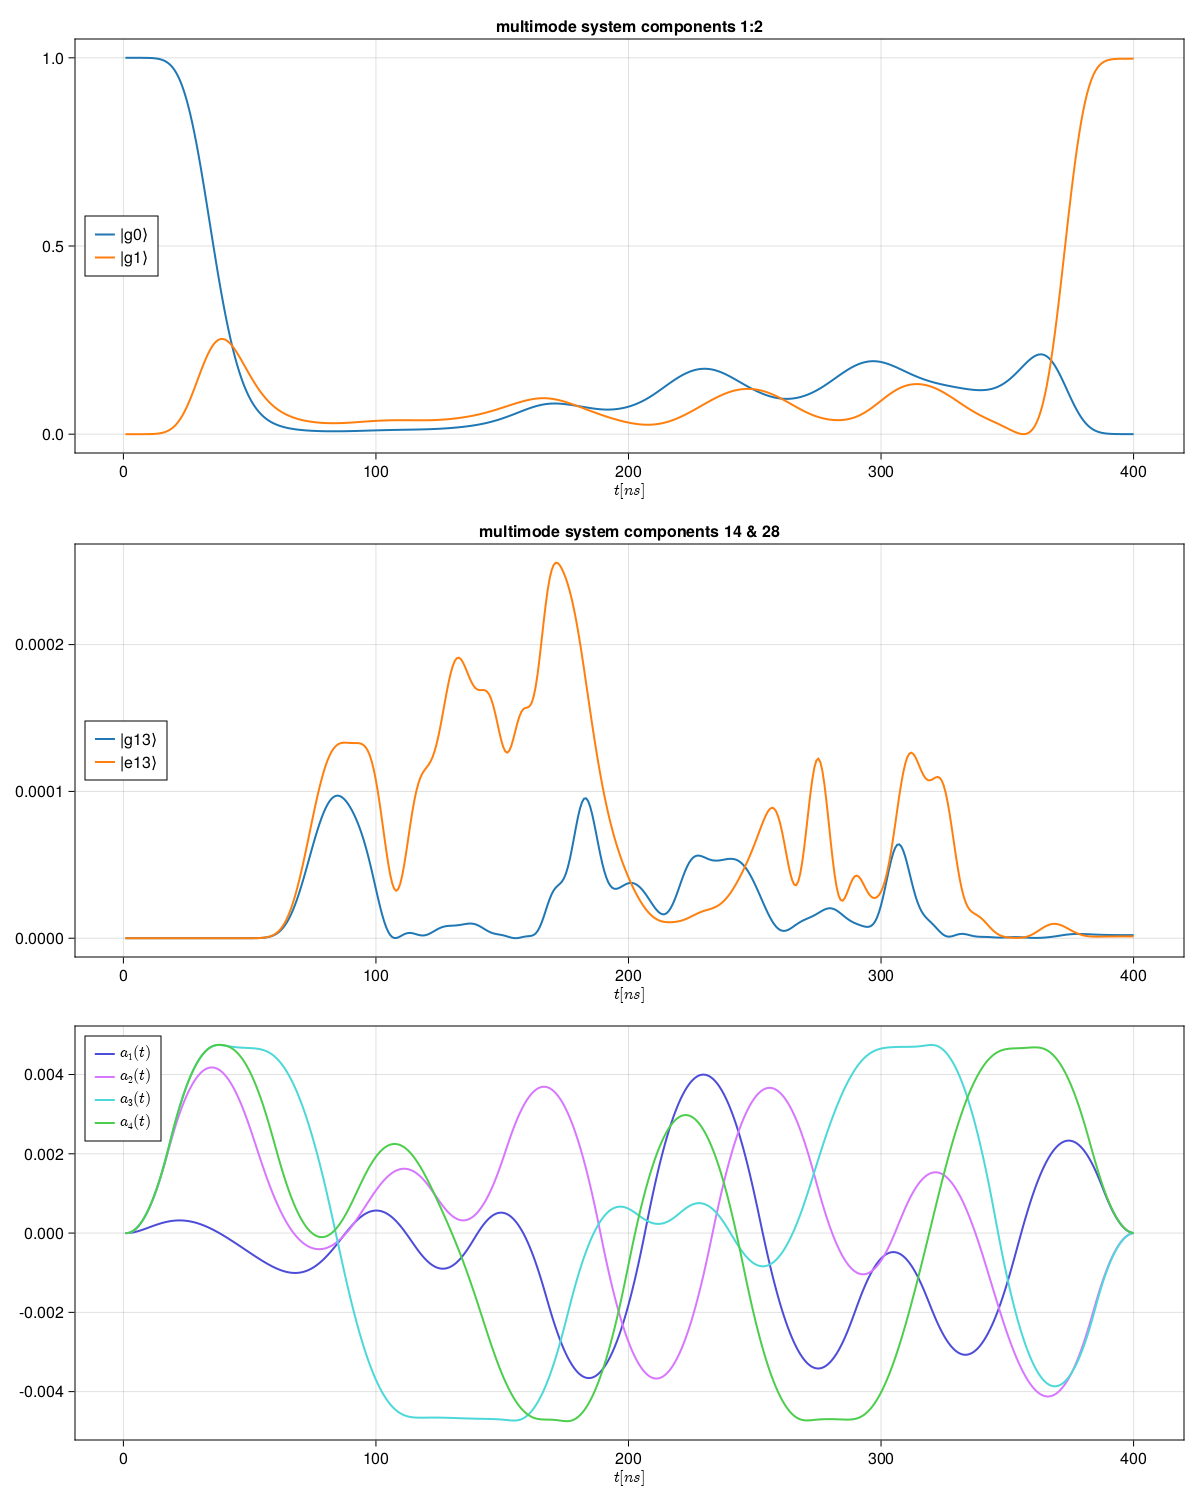 multimode system components 1:2
1.0
0.5
0.0
|g0⟩
|g1⟩
0 100 200 300 400
t[ns]
multimode system components 14 & 28
0.0002
0.0001
0.0000
|g13⟩
|e13⟩
0 100 200 300 400
t[ns]
0.004
0.002
0.000
-0.002
-0.004
a₁(t)
a₂(t)
a₃(t)
a₄(t)
0 100 200 300 400
t[ns]